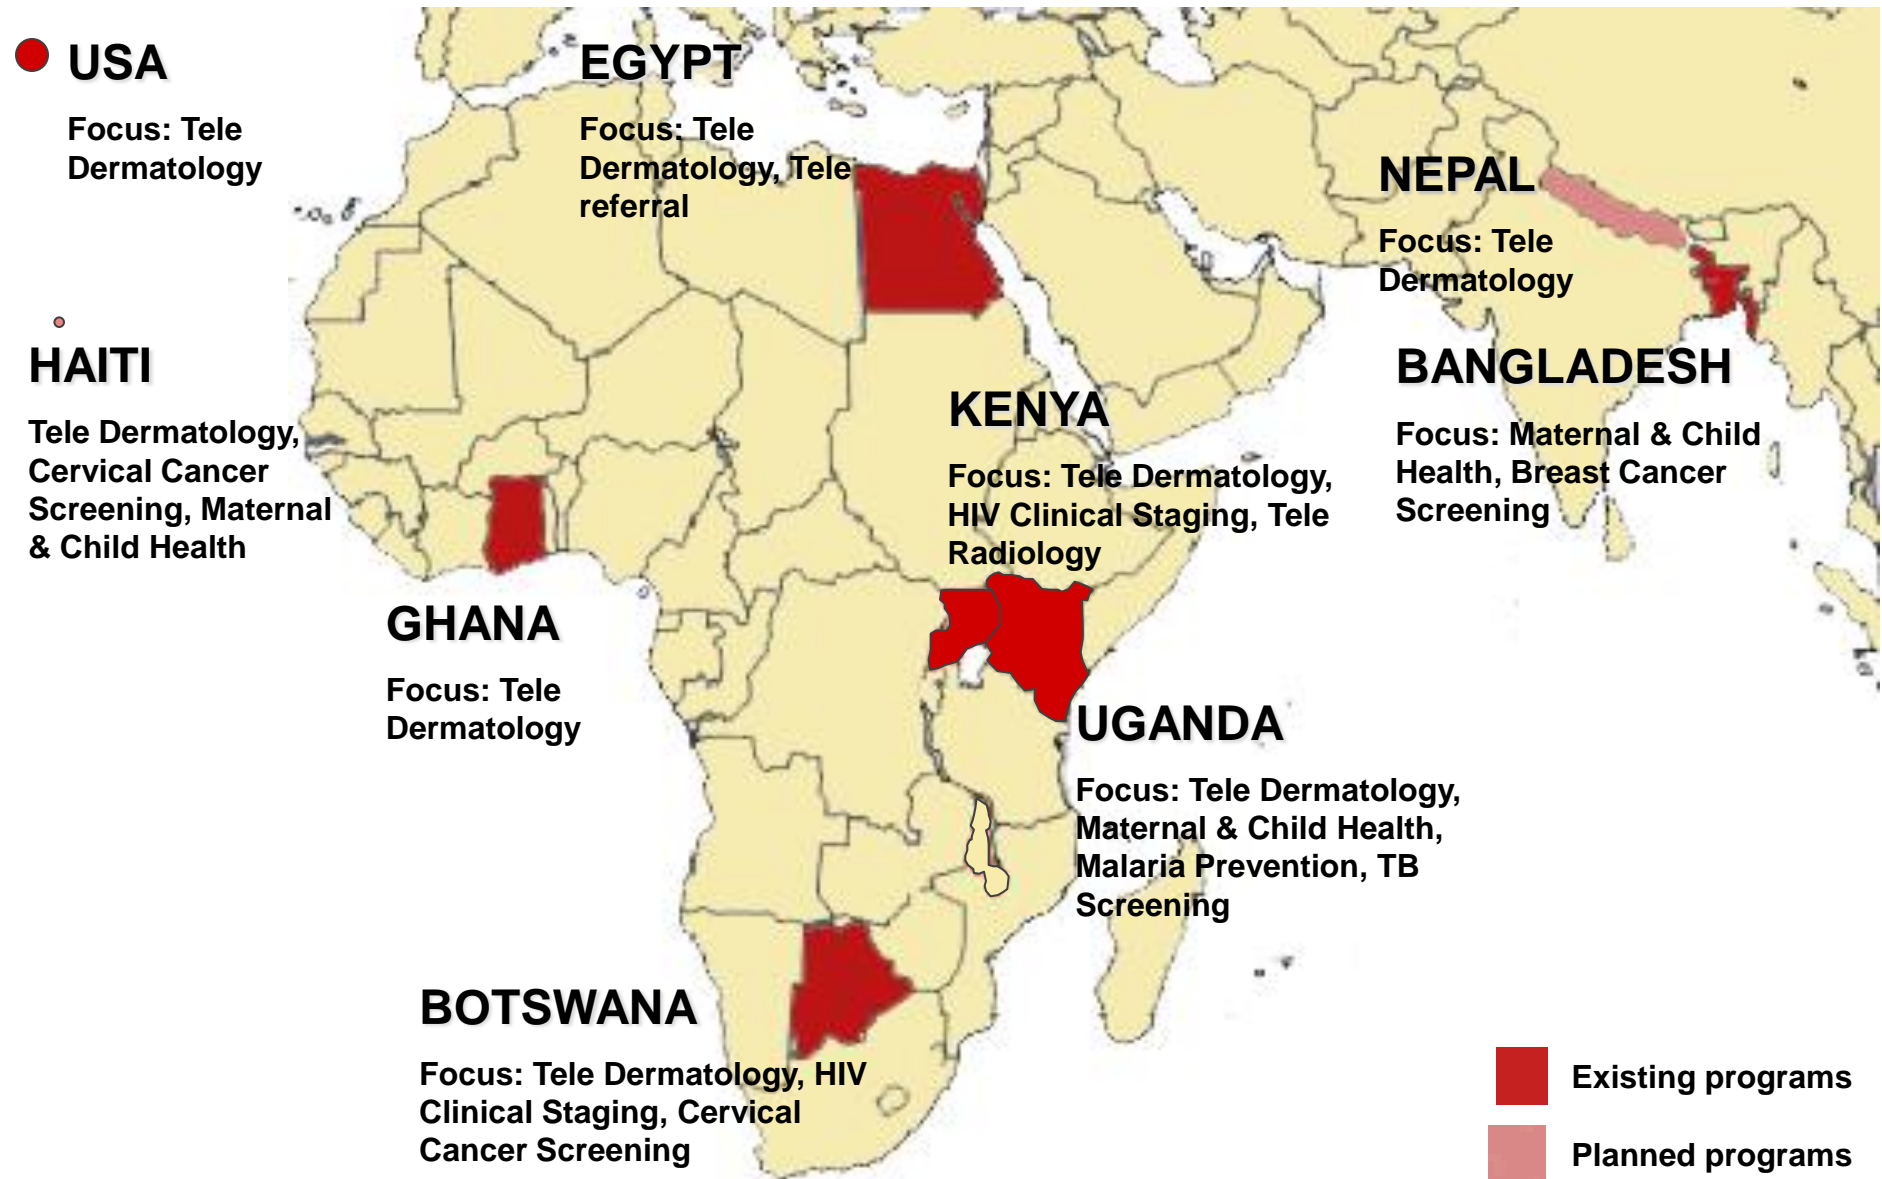 USA
Focus: Tele
Dermatology
EGYPT
Focus: Tele
Dermatology, Tele
referral
NEPAL
Focus: Tele
Dermatology
HAITI
Tele Dermatology,
Cervical Cancer
Screening, Maternal
& Child Health
BANGLADESH
Focus: Maternal & Child
Health, Breast Cancer
Screening
KENYA
Focus: Tele Dermatology,
HIV Clinical Staging, Tele
Radiology
GHANA
Focus: Tele
Dermatology
UGANDA
Focus: Tele Dermatology,
Maternal & Child Health,
Malaria Prevention, TB
Screening
BOTSWANA
Focus: Tele Dermatology, HIV
Clinical Staging, Cervical
Cancer Screening
Existing programs
Planned programs